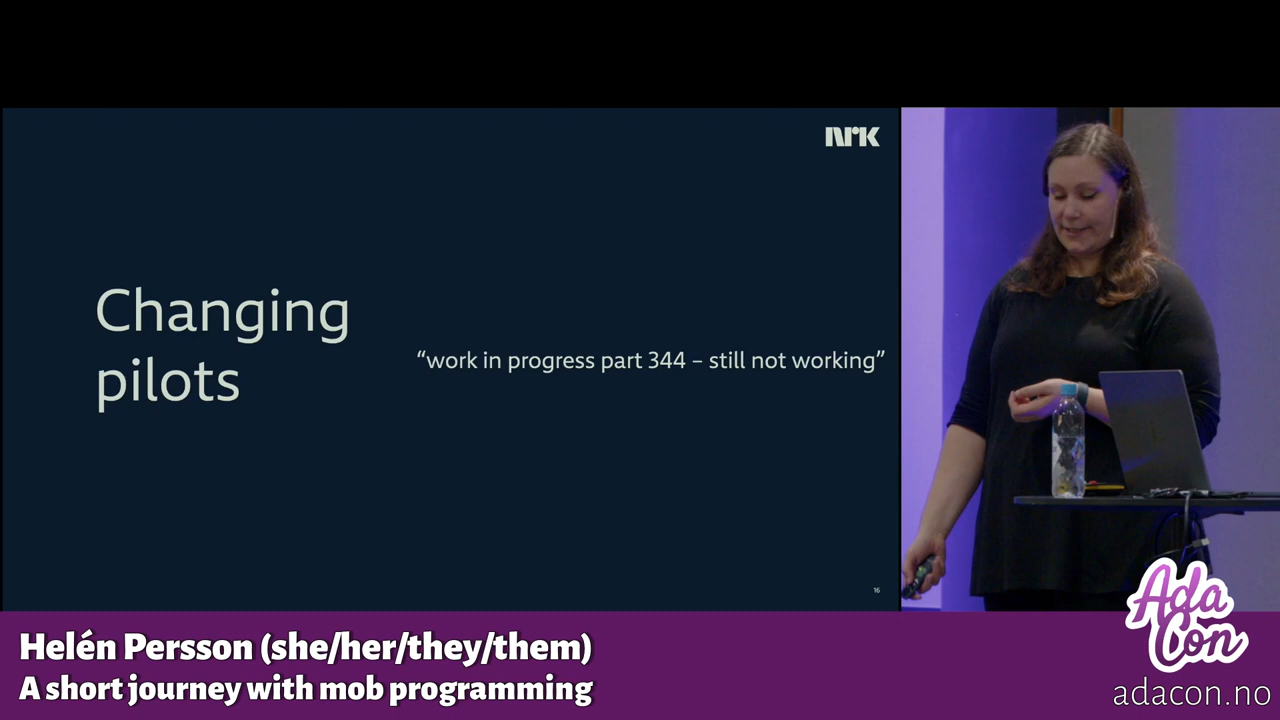 NRK
Changing
pilots
“work in progress part 344 – still not working”
16
Helén Persson (she/her/they/them)
A short journey with mob programming
Ada
Con
adacon.no